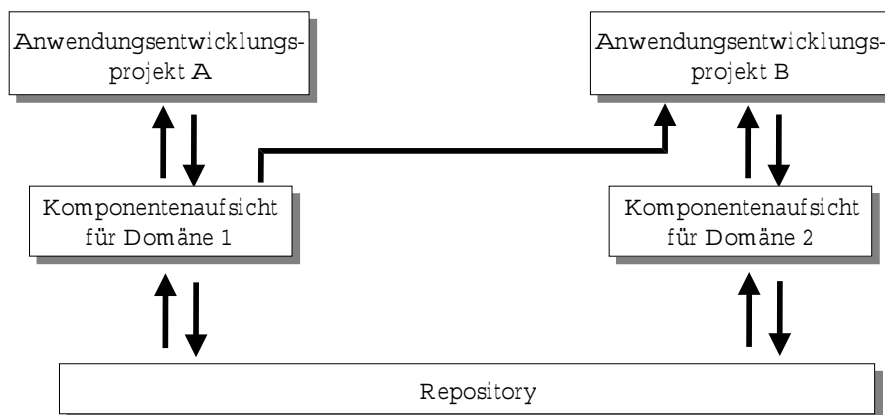 Anwendungsentwicklungs-
projekt A
Anwendungsentwicklungs-
projekt B
Komponentenaufsicht
für Domäne 1
Komponentenaufsicht
für Domäne 2
Repository